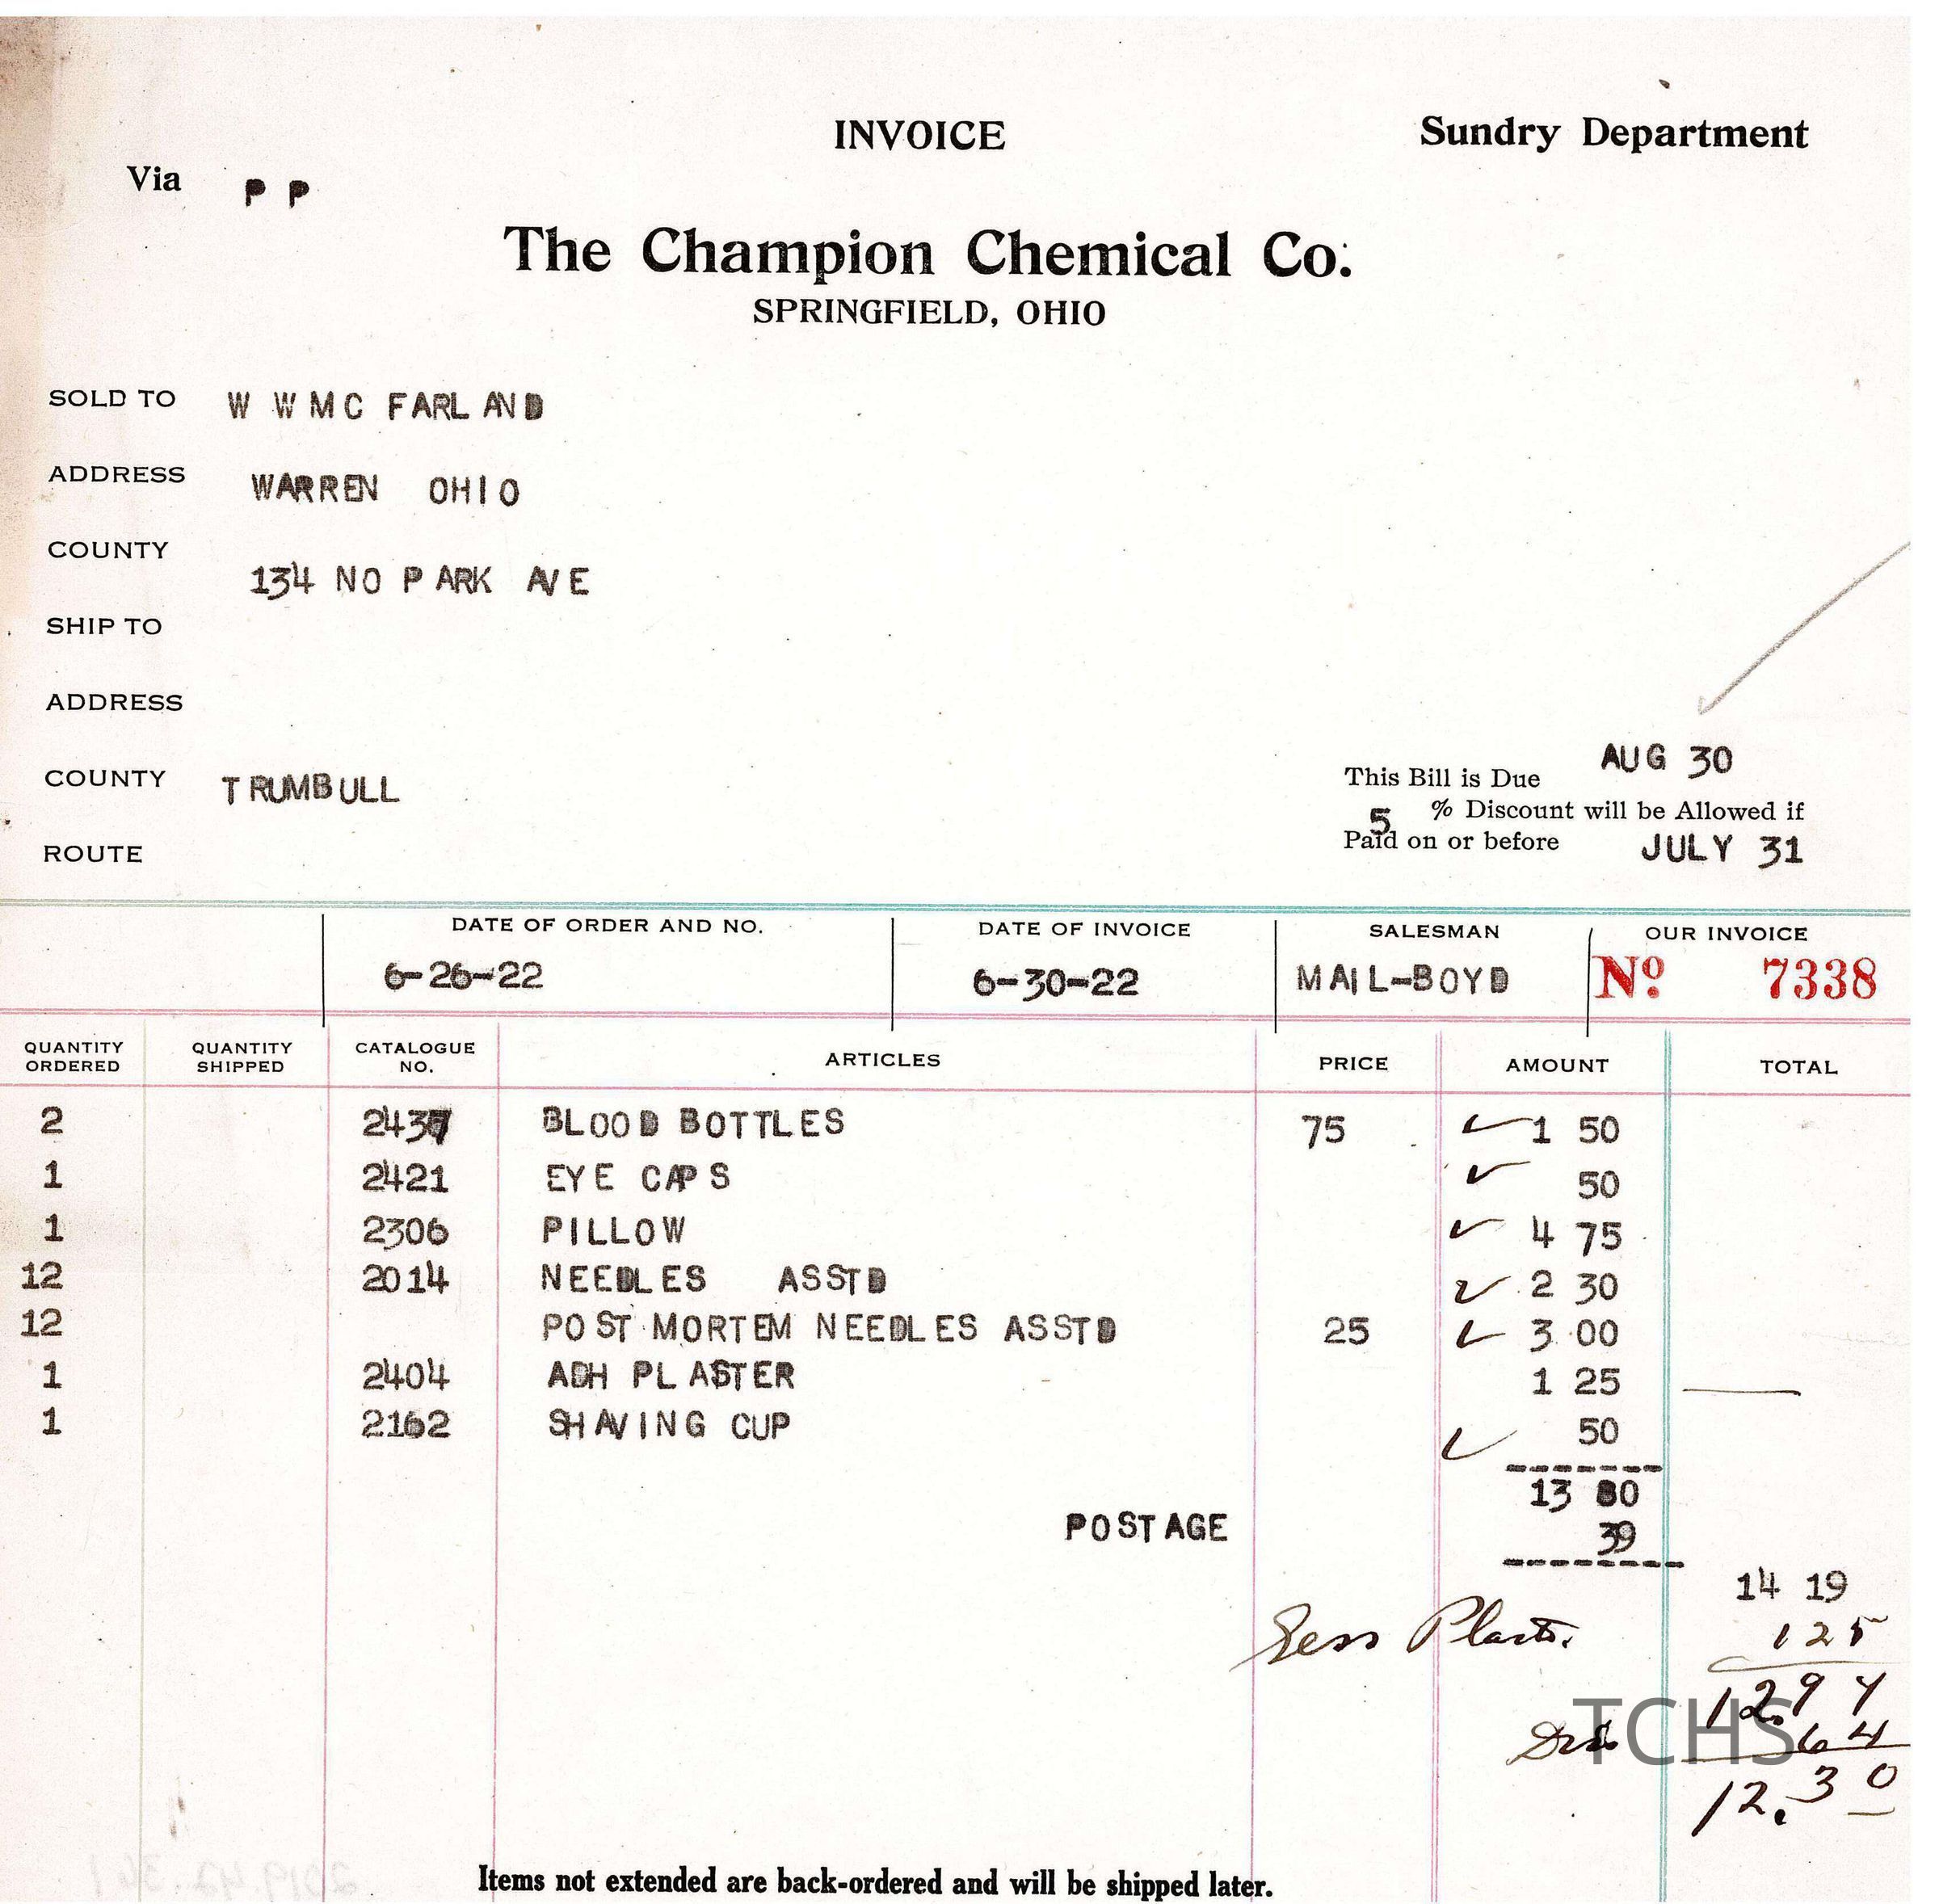 INVOICE Sundry Department
Via P P
The Champion Chemical Co.
SPRINGFIELD, OHIO
SOLD TO W W MC FARLAND
ADDRESS WARREN OHIO
COUNTY
134 NO PARK AVE
SHIP TO
ADDRESS
COUNTY TRUMBULL
ROUTE
This Bill is Due AUG 30
5 % Discount will be Allowed if
Paid on or before JULY 31
DATE OF ORDER AND NO. DATE OF INVOICE SALESMAN OUR INVOICE
6-26-22 6-30-22 MAIL-BOYD No. 7338
QUANTITY ORDERED QUANTITY SHIPPED CATALOGUE NO. ARTICLES PRICE AMOUNT TOTAL
2 2437 BLOOD BOTTLES 75 ✓ 1 50
1 2421 EYE CAPS ✓ 50
1 2306 PILLOW ✓ 4 75
12 2014 NEEDLES ASSTD ✓ 2 30
12 POST MORTEM NEEDLES ASSTD 25 ✓ 3 00
1 2404 ADH PLASTER 1 25
1 2162 SHAVING CUP ✓ 50
13 80
POSTAGE 39
14 19
Less Plast. 1 25
12.94
Dis .64
12.30
TCHS
Items not extended are back-ordered and will be shipped later.